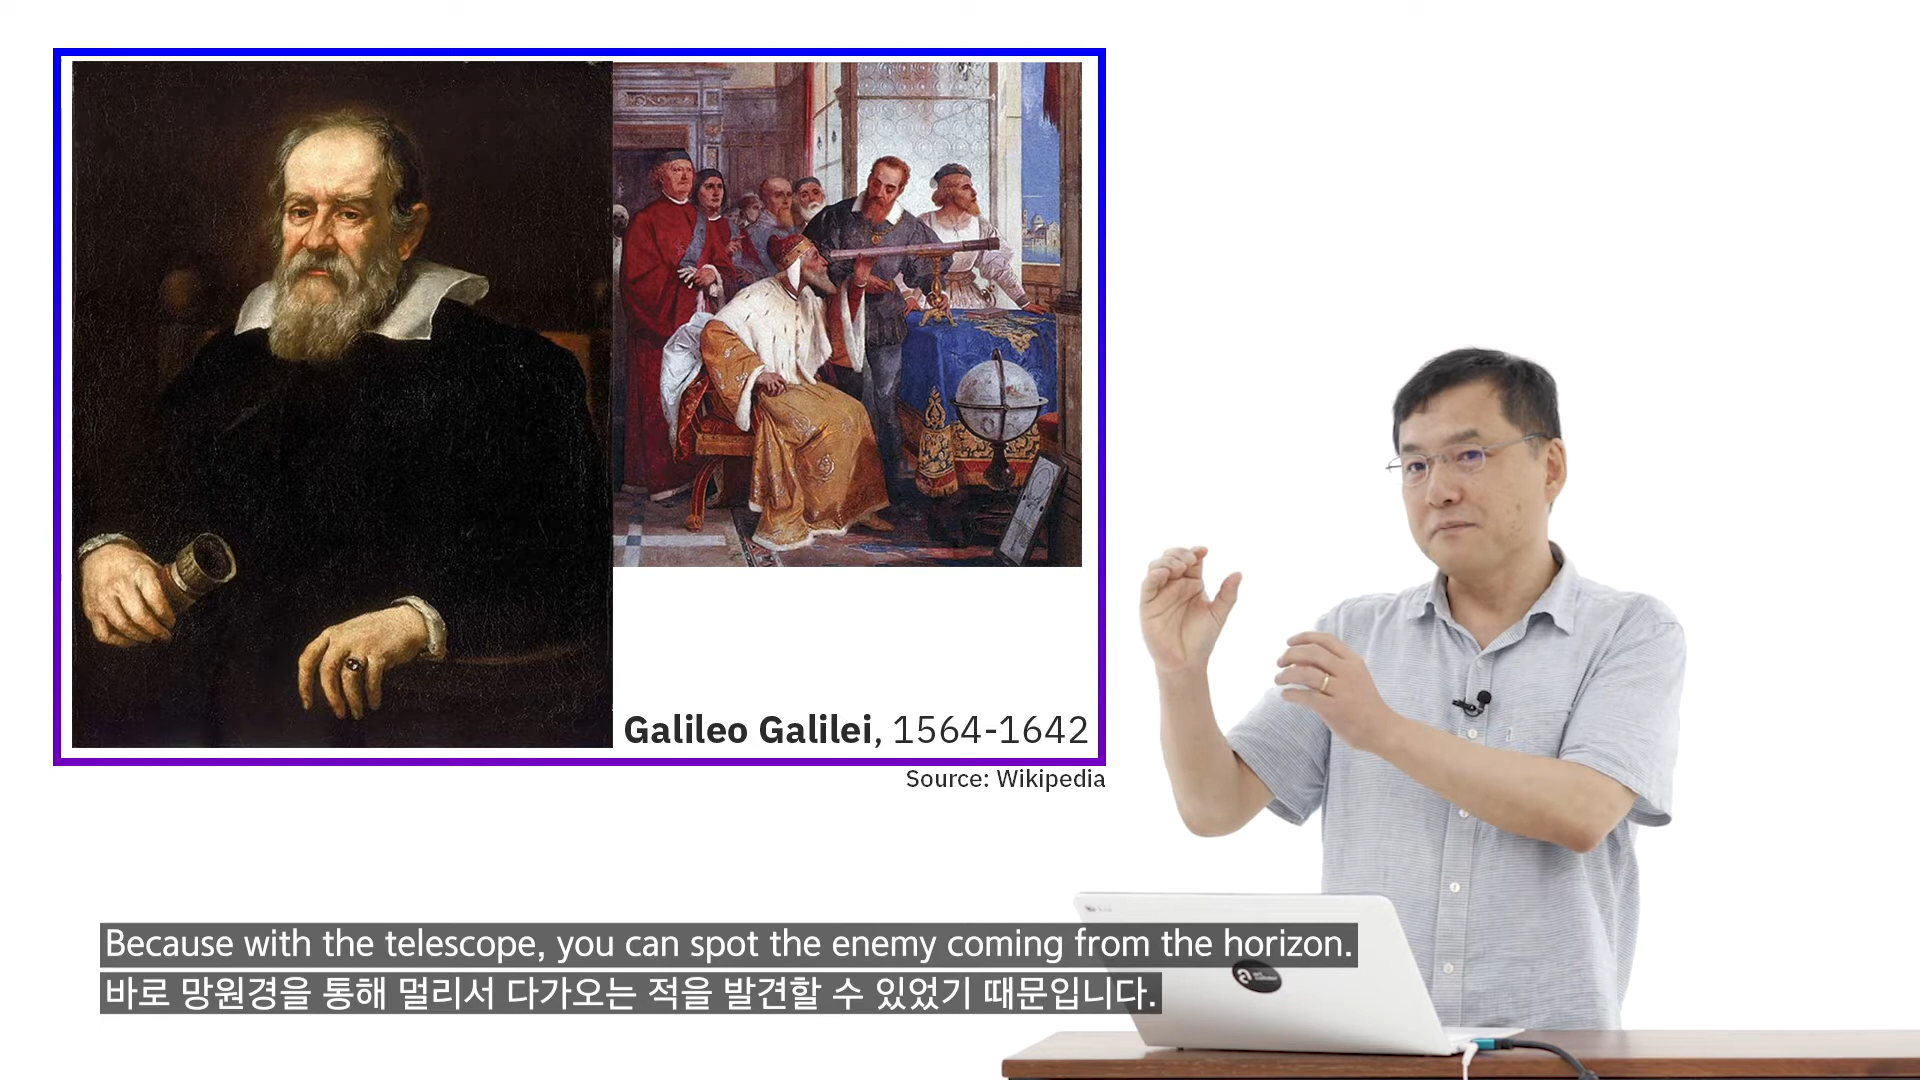 Galileo Galilei, 1564-1642
Source: Wikipedia
Because with the telescope, you can spot the enemy coming from the horizon.
바로 망원경을 통해 멀리서 다가오는 적을 발견할 수 있었기 때문입니다.